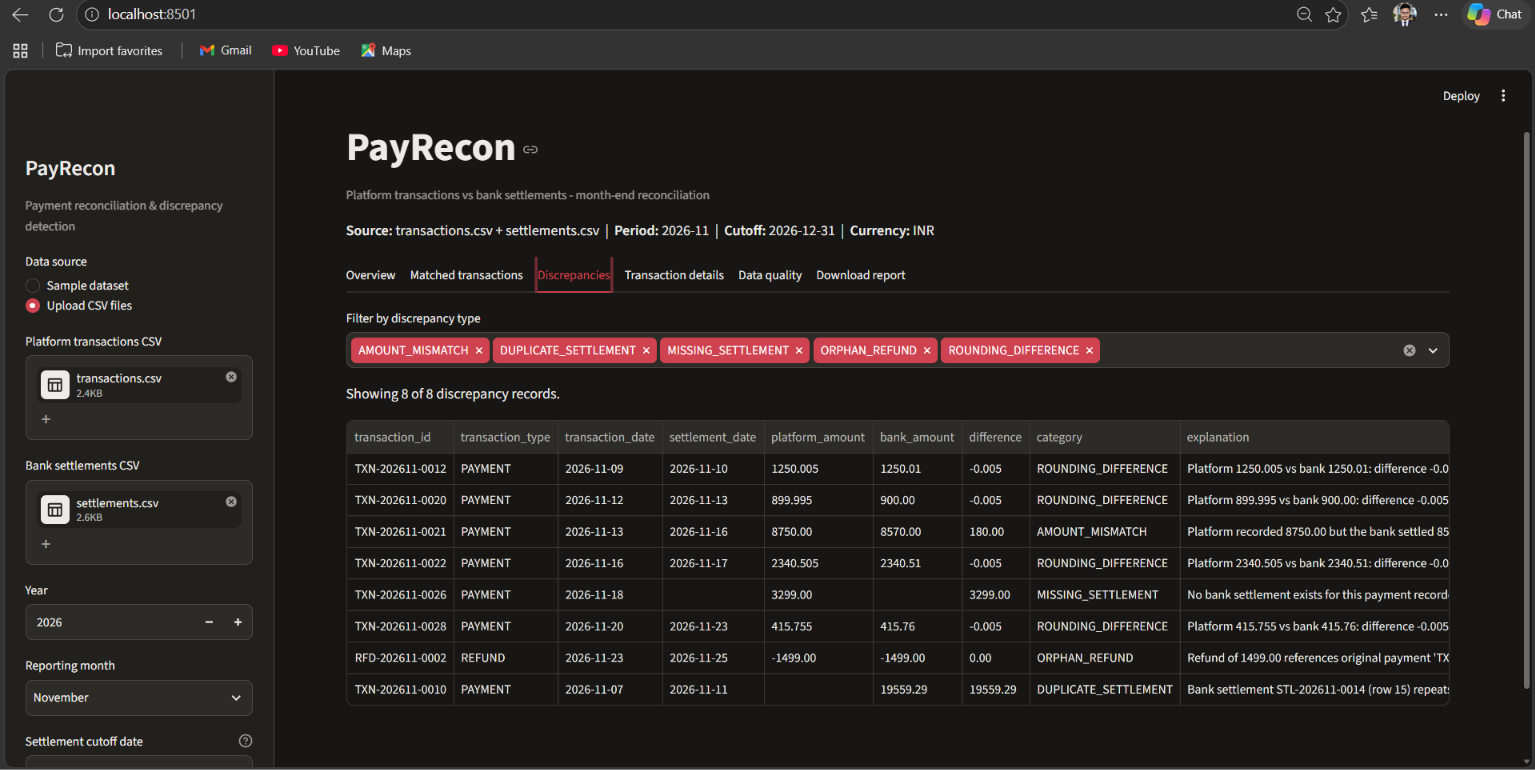 localhost:8501
Chat
Import favorites
Gmail
YouTube
Maps
Deploy
PayRecon
Payment reconciliation & discrepancy
detection
Data source
Sample dataset
Upload CSV files
Platform transactions CSV
transactions.csv
2.4KB
Bank settlements CSV
settlements.csv
2.6KB
Year
2026
Reporting month
November
Settlement cutoff date
PayRecon
Platform transactions vs bank settlements - month-end reconciliation
Source: transactions.csv + settlements.csv | Period: 2026-11 | Cutoff: 2026-12-31 | Currency: INR
Overview Matched transactions Discrepancies Transaction details Data quality Download report
Filter by discrepancy type
AMOUNT_MISMATCH DUPLICATE_SETTLEMENT MISSING_SETTLEMENT ORPHAN_REFUND ROUNDING_DIFFERENCE
Showing 8 of 8 discrepancy records.
transaction_id transaction_type transaction_date settlement_date platform_amount bank_amount difference category explanation
TXN-202611-0012 PAYMENT 2026-11-09 2026-11-10 1250.005 1250.01 -0.005 ROUNDING_DIFFERENCE Platform 1250.005 vs bank 1250.01: difference -0.0
TXN-202611-0020 PAYMENT 2026-11-12 2026-11-13 899.995 900.00 -0.005 ROUNDING_DIFFERENCE Platform 899.995 vs bank 900.00: difference -0.005
TXN-202611-0021 PAYMENT 2026-11-13 2026-11-16 8750.00 8570.00 180.00 AMOUNT_MISMATCH Platform recorded 8750.00 but the bank settled 85
TXN-202611-0022 PAYMENT 2026-11-16 2026-11-17 2340.505 2340.51 -0.005 ROUNDING_DIFFERENCE Platform 2340.505 vs bank 2340.51: difference -0.0
TXN-202611-0026 PAYMENT 2026-11-18 3299.00 3299.00 MISSING_SETTLEMENT No bank settlement exists for this payment record
TXN-202611-0028 PAYMENT 2026-11-20 2026-11-23 415.755 415.76 -0.005 ROUNDING_DIFFERENCE Platform 415.755 vs bank 415.76: difference -0.005
RFD-202611-0002 REFUND 2026-11-23 2026-11-25 -1499.00 -1499.00 0.00 ORPHAN_REFUND Refund of 1499.00 references original payment 'TX
TXN-202611-0010 PAYMENT 2026-11-07 2026-11-11 19559.29 19559.29 DUPLICATE_SETTLEMENT Bank settlement STL-202611-0014 (row 15) repeats